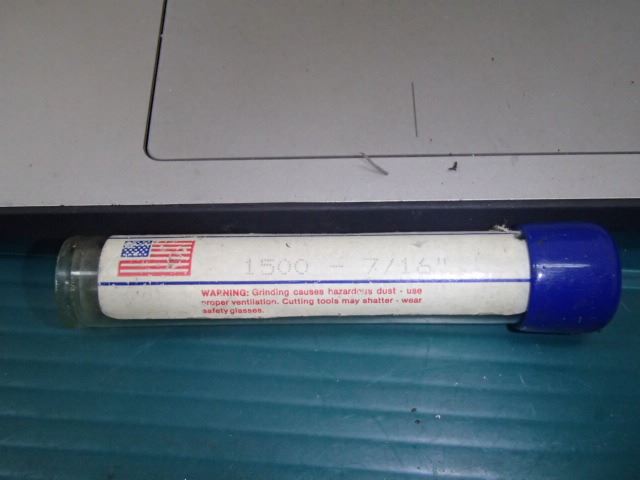 1500 - 7/16"
WARNING: Grinding causes hazardous dust - use
proper ventilation. Cutting tools may shatter - wear
safety glasses.